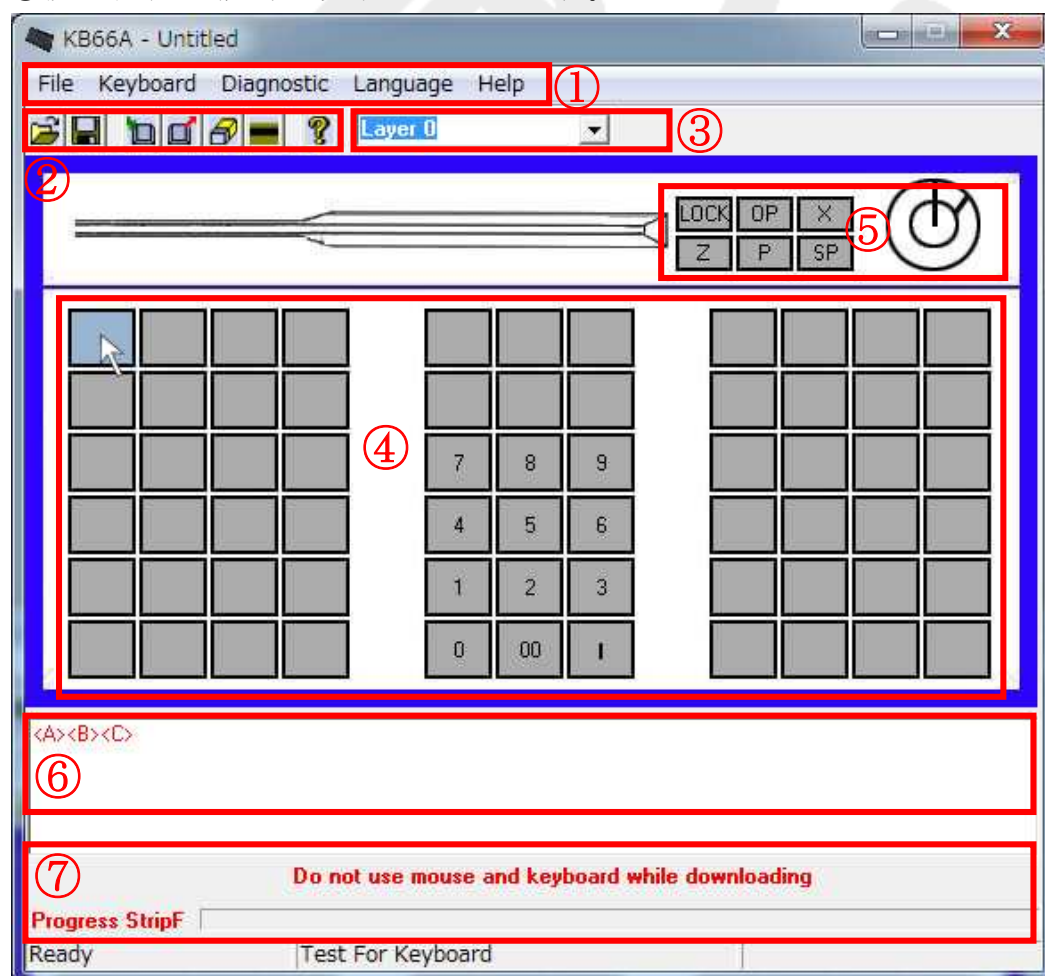 KB66A - Untitled
File Keyboard Diagnostic Language Help ①
Layer 0 ③
②
LOCK OP X ⑤
Z P SP
④
7 8 9
4 5 6
1 2 3
0 00 .
<A><B><C>
⑥
⑦ Do not use mouse and keyboard while downloading
Progress StripF
Ready Test For Keyboard